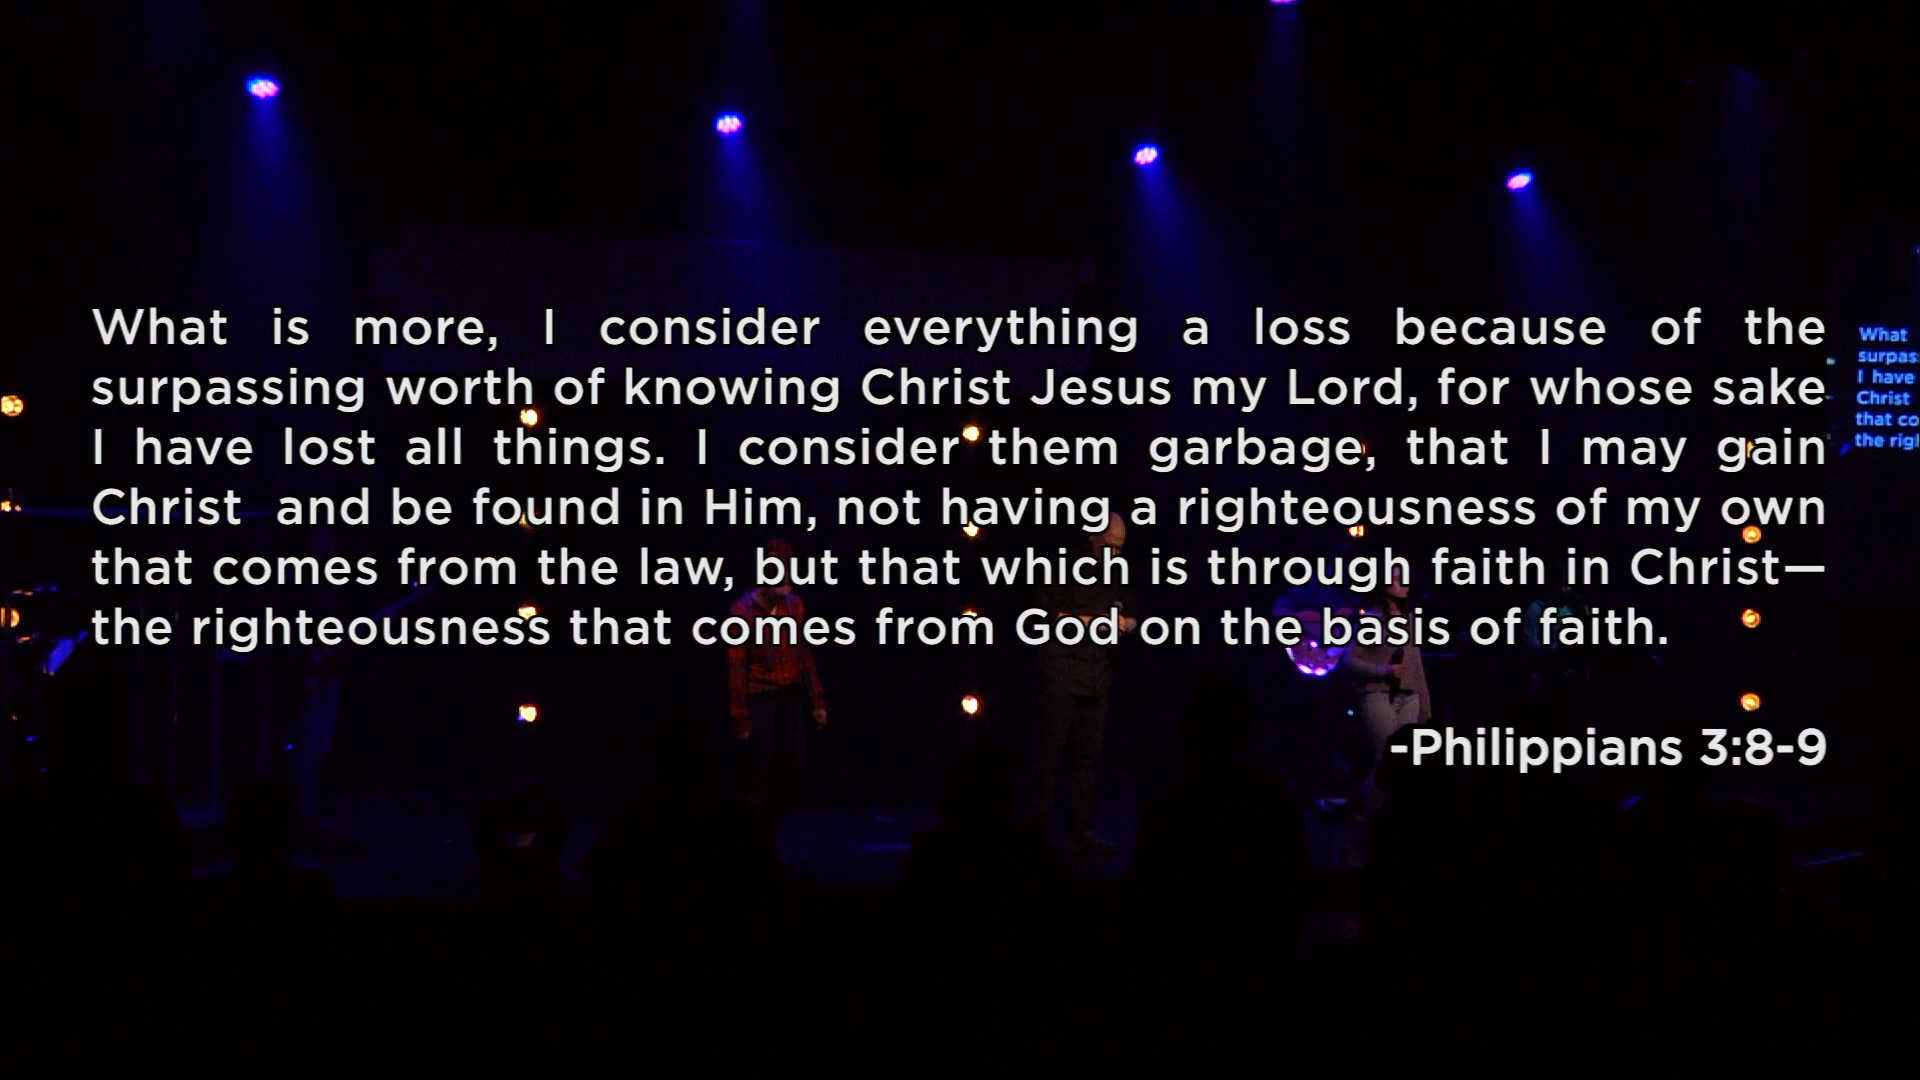 What is more, I consider everything a loss because of the
surpassing worth of knowing Christ Jesus my Lord, for whose sake
I have lost all things. I consider them garbage, that I may gain
Christ and be found in Him, not having a righteousness of my own
that comes from the law, but that which is through faith in Christ—
the righteousness that comes from God on the basis of faith.
-Philippians 3:8-9
What
I have
Christ
that